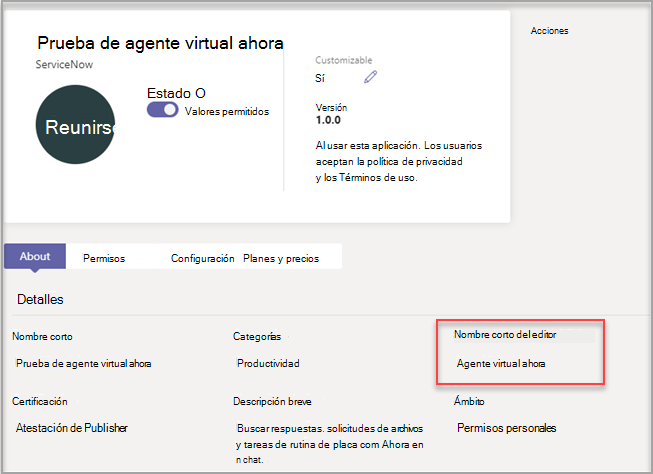 Prueba de agente virtual ahora
ServiceNow
Reunirse
Estado O
Valores permitidos
Customizable
Sí
Versión
1.0.0
Al usar esta aplicación. Los usuarios
aceptan la política de privacidad
y los Términos de uso.
Acciones
About
Permisos
Configuración
Planes y precios
Detalles
Nombre corto
Prueba de agente virtual ahora
Categorías
Productividad
Nombre corto del editor
Agente virtual ahora
Certificación
Atestación de Publisher
Descripción breve
Buscar respuestas. solicitudes de archivos
y tareas de rutina de placa com Ahora en
n chat.
Ámbito
Permisos personales